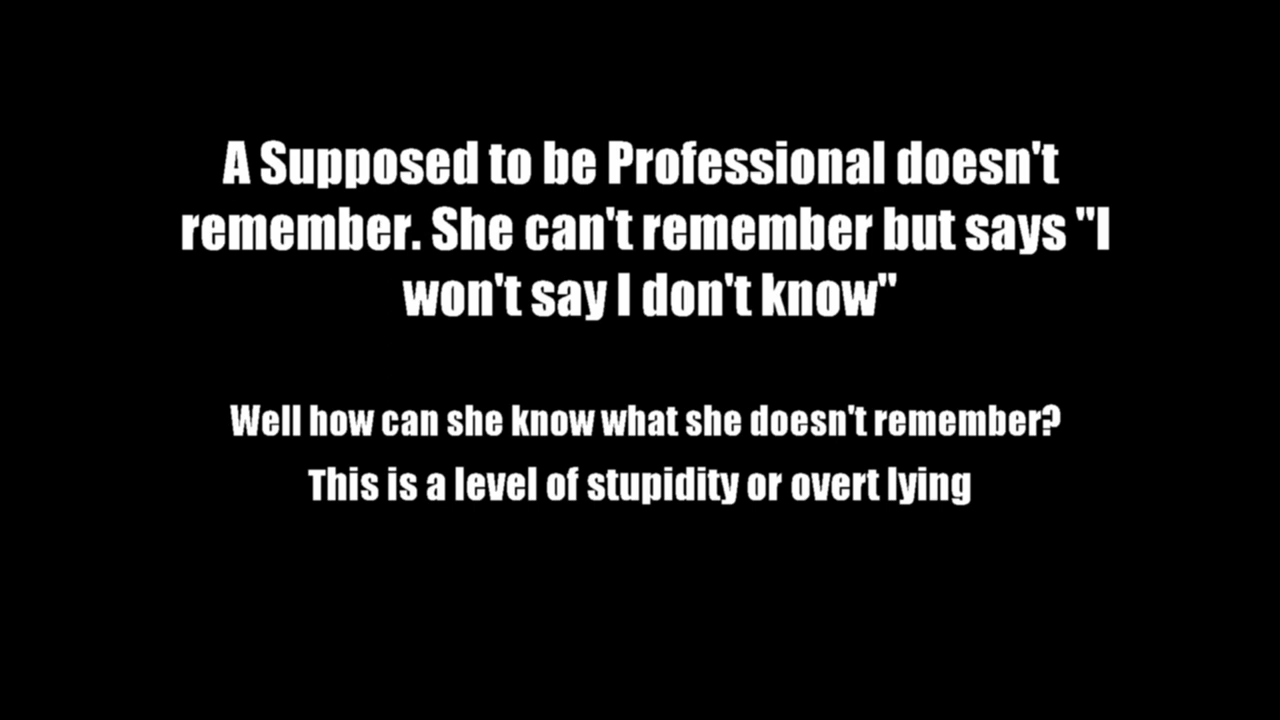 A Supposed to be Professional doesn't
remember. She can't remember but says "I
won't say I don't know"
Well how can she know what she doesn't remember?
This is a level of stupidity or overt lying